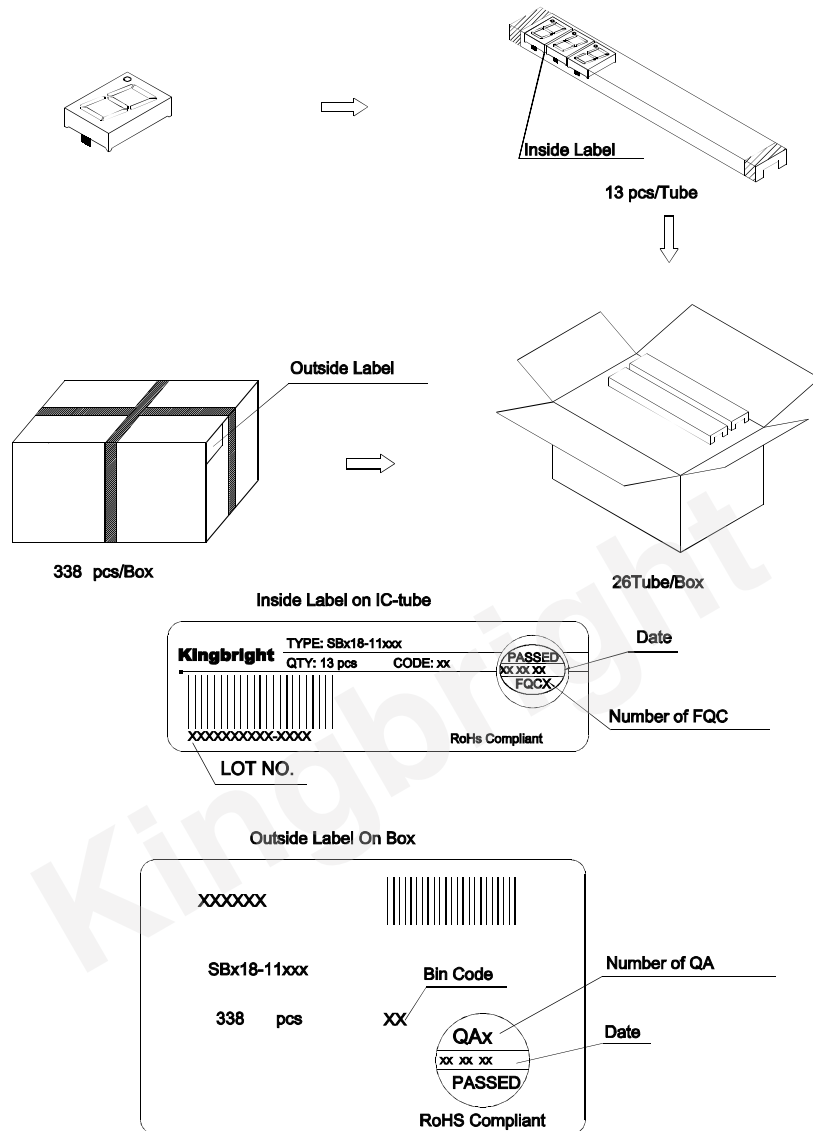 Inside Label
13 pcs/Tube
Outside Label
338 pcs/Box
26Tube/Box
Inside Label on IC-tube
Kingbright
TYPE: SBx18-11xxx
QTY: 13 pcs CODE: xx
PASSED
xx xx xx
FQCX
Date
Number of FQC
XXXXXXXXXX-XXXX
RoHs Compliant
LOT NO.
Outside Label On Box
XXXXXX
SBx18-11xxx
Bin Code
Number of QA
338 pcs
XX
QAx
Date
xx xx xx
PASSED
RoHS Compliant
Kingbright